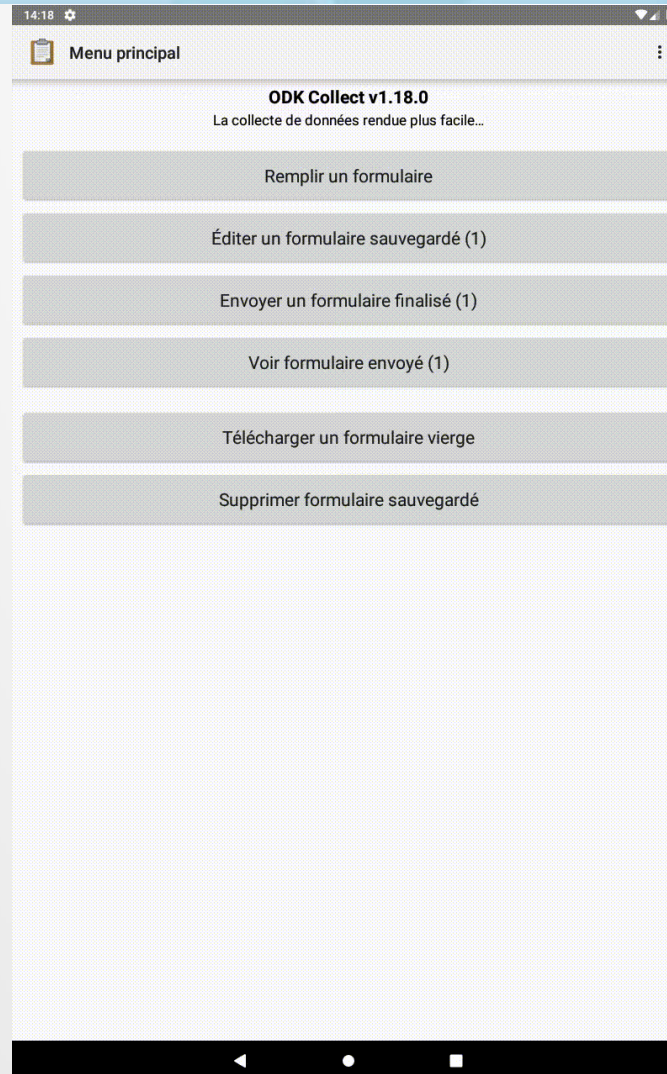 14:18
Menu principal
ODK Collect v1.18.0
La collecte de données rendue plus facile...
Remplir un formulaire
Éditer un formulaire sauvegardé (1)
Envoyer un formulaire finalisé (1)
Voir formulaire envoyé (1)
Télécharger un formulaire vierge
Supprimer formulaire sauvegardé